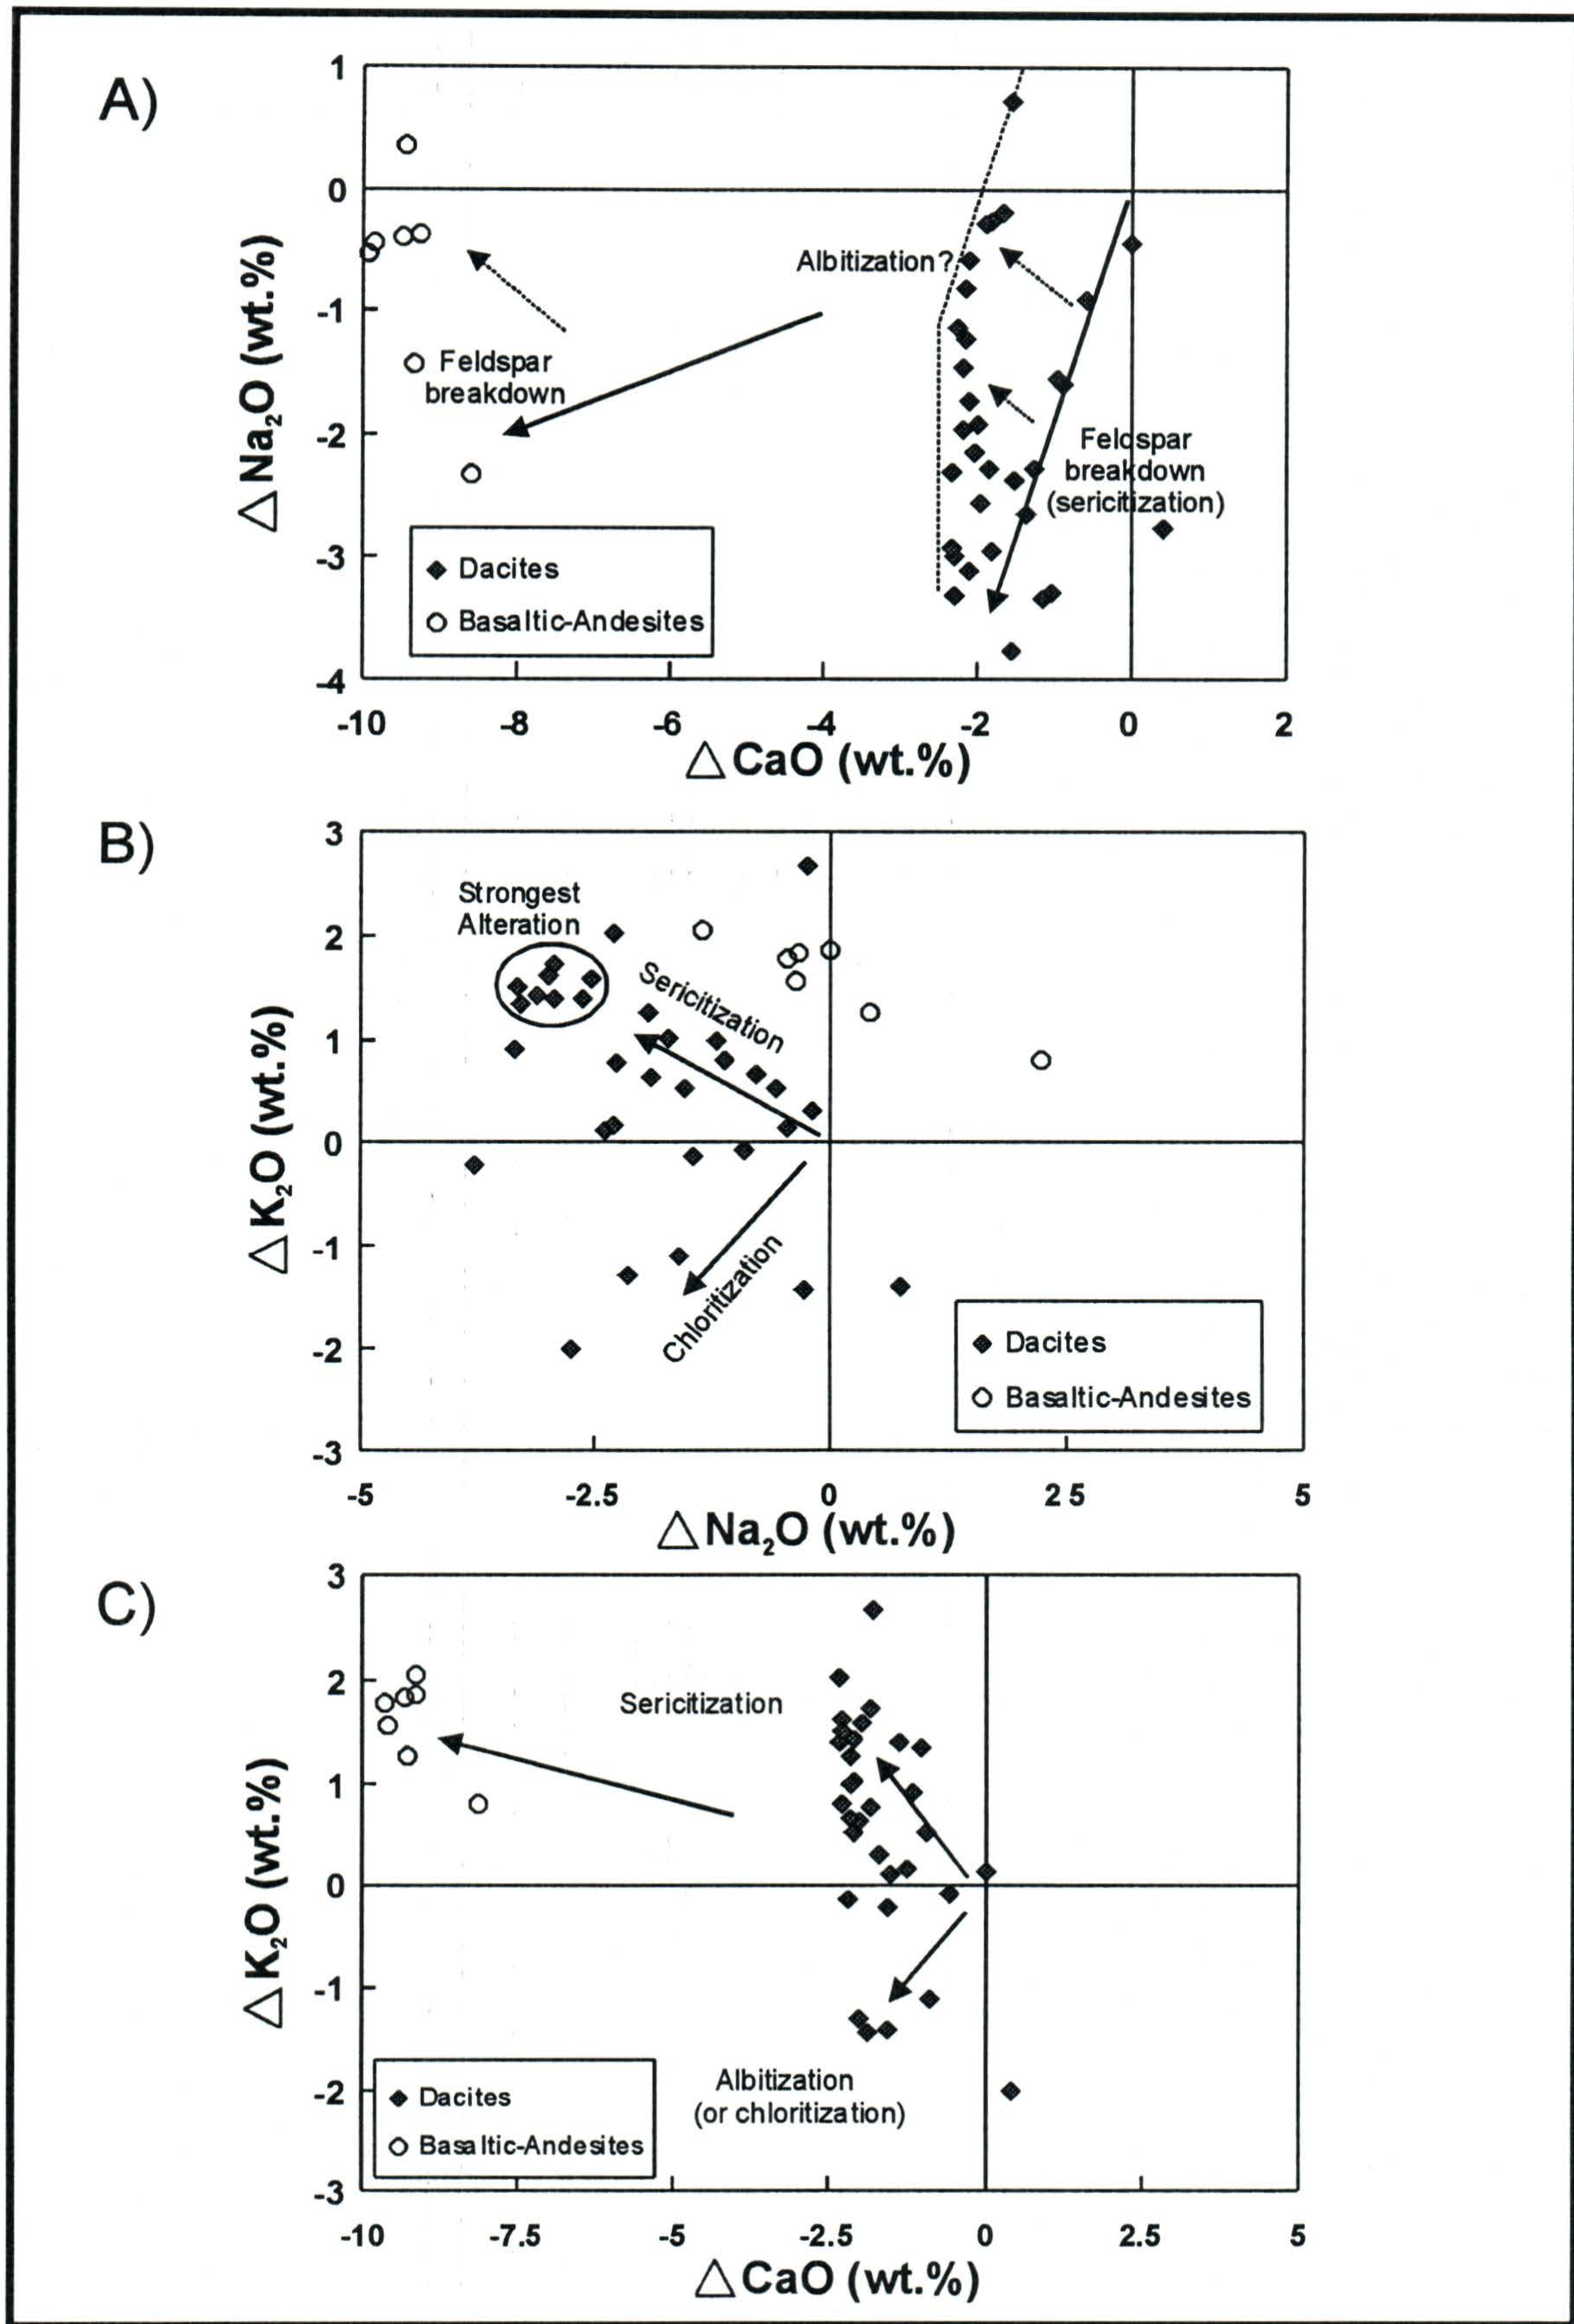 A)
1
0
-1
-2
-3
-4
△Na₂O (wt.%)
Albitization?
Feldspar
breakdown
Feldspar
breakdown
(sericitization)
Dacites
Basaltic-Andesites
-10 -8 -6 -4 -2 0 2
△CaO (wt.%)
B)
3
2
1
0
-1
-2
-3
△K₂O (wt.%)
Strongest
Alteration
Sericitization
Chloritization
Dacites
Basaltic-Andesites
-5 -2.5 0 2 5 5
△Na₂O (wt.%)
C)
3
2
1
0
-1
-2
-3
△K₂O (wt.%)
Sericitization
Albitization
(or chloritization)
Dacites
Basaltic-Andesites
-10 -7.5 -5 -2.5 0 2.5 5
△CaO (wt.%)